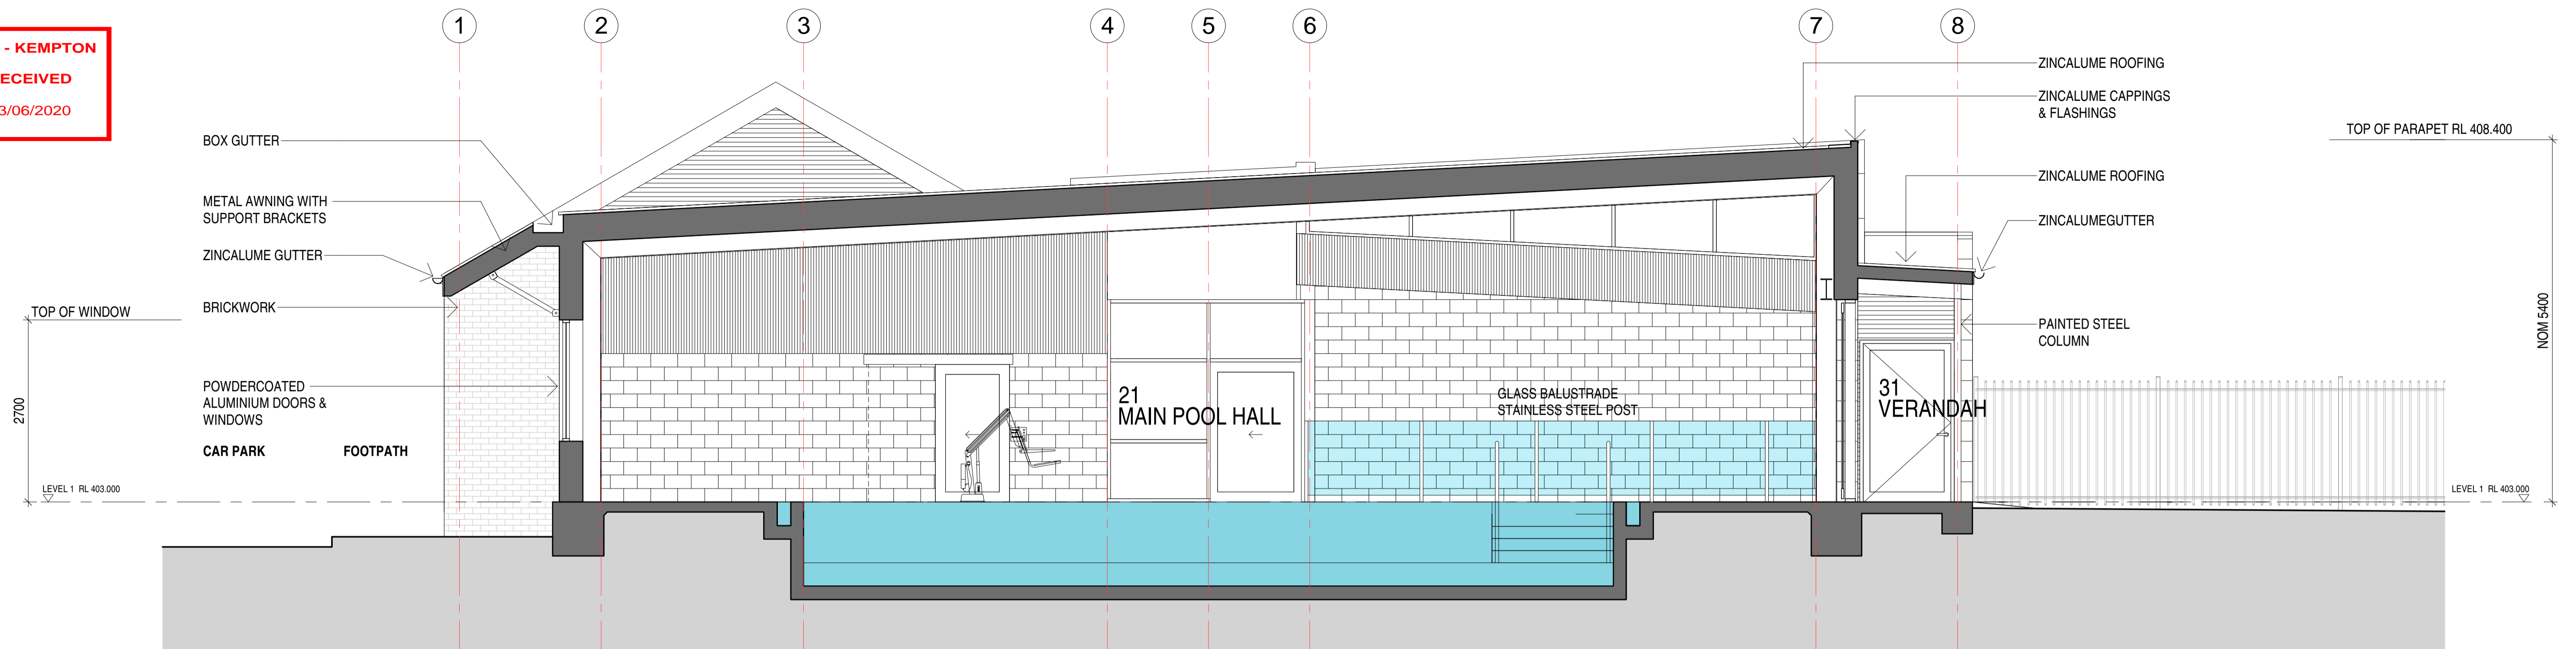 1 2 3 4 5 6 7 8
- KEMPTON
ECEIVED
3/06/2020
BOX GUTTER
METAL AWNING WITH
SUPPORT BRACKETS
ZINCALUME GUTTER
BRICKWORK
TOP OF WINDOW
POWDERCOATED
ALUMINIUM DOORS &
WINDOWS
2700
CAR PARK
FOOTPATH
LEVEL 1 RL 403.000
21
MAIN POOL HALL
GLASS BALUSTRADE
STAINLESS STEEL POST
31
VERANDAH
ZINCALUME ROOFING
ZINCALUME CAPPINGS
& FLASHINGS
ZINCALUME ROOFING
ZINCALUMEGUTTER
PAINTED STEEL
COLUMN
TOP OF PARAPET RL 408.400
NOM 5400
LEVEL 1 RL 403.000